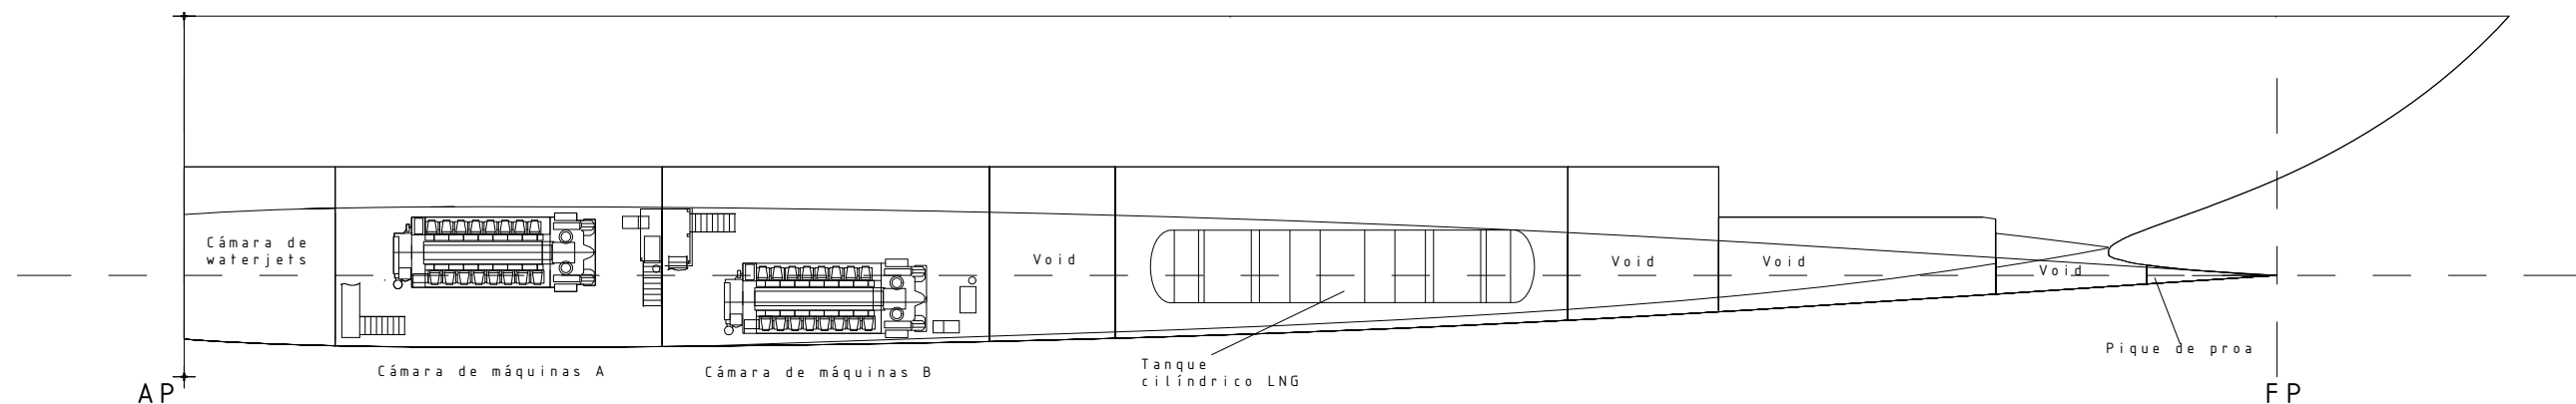 Cámara de
waterjets
Void
Void
Void
Void
Cámara de máquinas A
Cámara de máquinas B
Tanque
cilíndrico LNG
Pique de proa
AP
FP